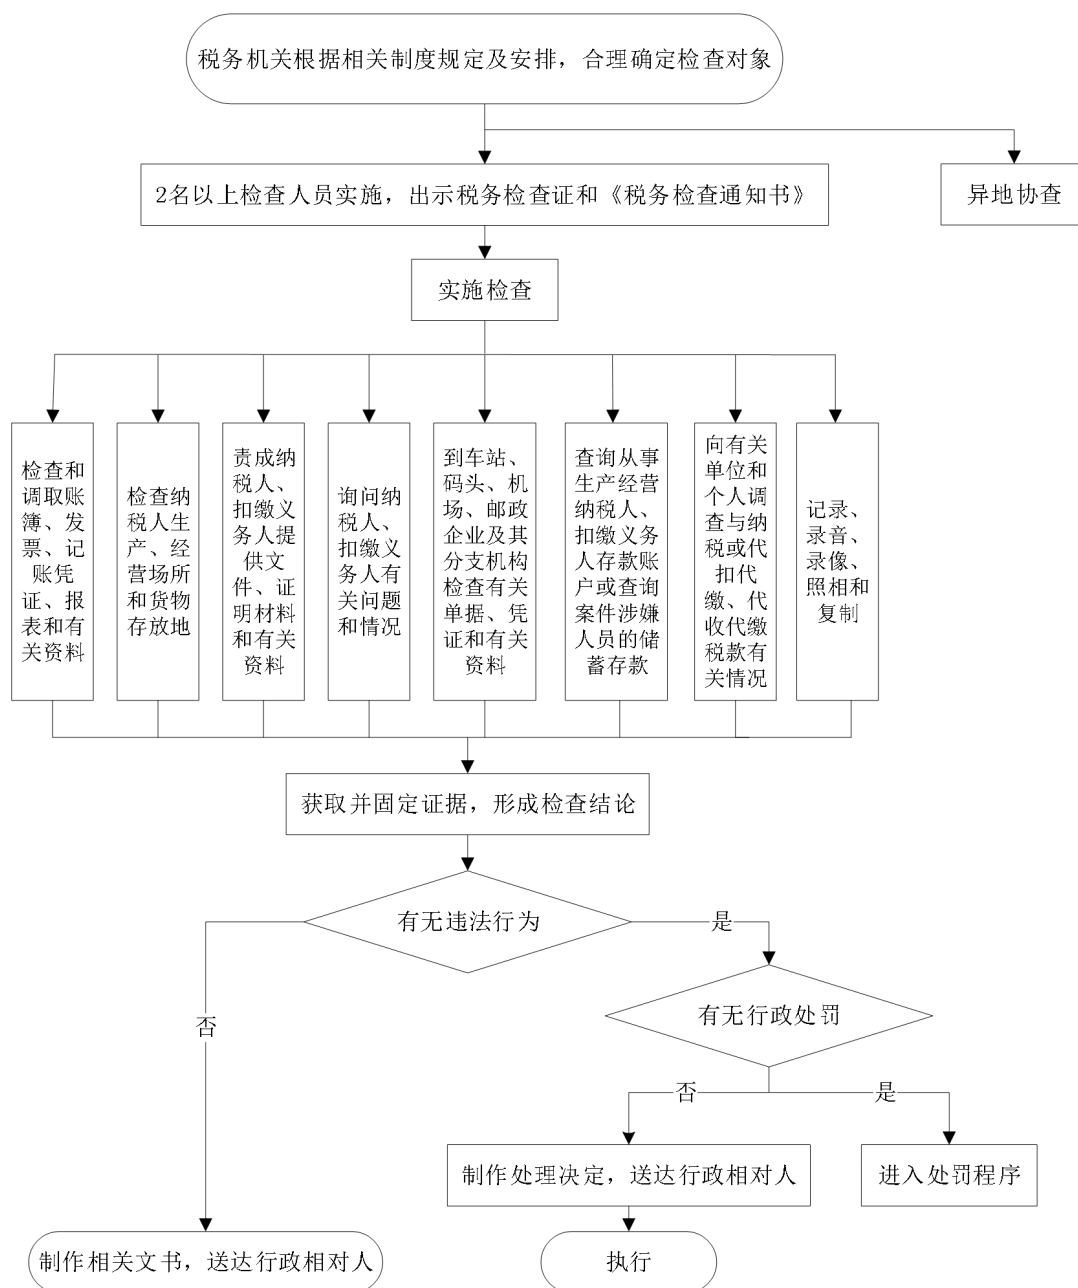 税务机关根据相关制度规定及安排，合理确定检查对象
2名以上检查人员实施，出示税务检查证和《税务检查通知书》
异地协查
实施检查
检查和
调取账
簿、发
票、记
账凭
证、报
表和有
关资料
检查纳
税人生
产、经
营场所
和货物
存放地
责成纳
税人、
扣缴义
务人提
供文
件、证
明材料
和有关
资料
询问纳
税人、
扣缴义
务人有
关问题
和情况
到车站、
码头、机
场、邮政
企业及其
分支机构
检查有关
单据、凭
证和有关
资料
查询从事
生产经营
纳税人、
扣缴义务
人存款账
户或查询
案件涉嫌
人员的储
蓄存款
向有关
单位和
个人调
查与纳
税或代
扣代
缴、代
收代缴
税款有
关情况
记录、
录音、
录像、
照相和
复制
获取并固定证据，形成检查结论
有无违法行为
是
有无行政处罚
否
否
是
制作处理决定，送达行政相对人
进入处罚程序
制作相关文书，送达行政相对人
执行